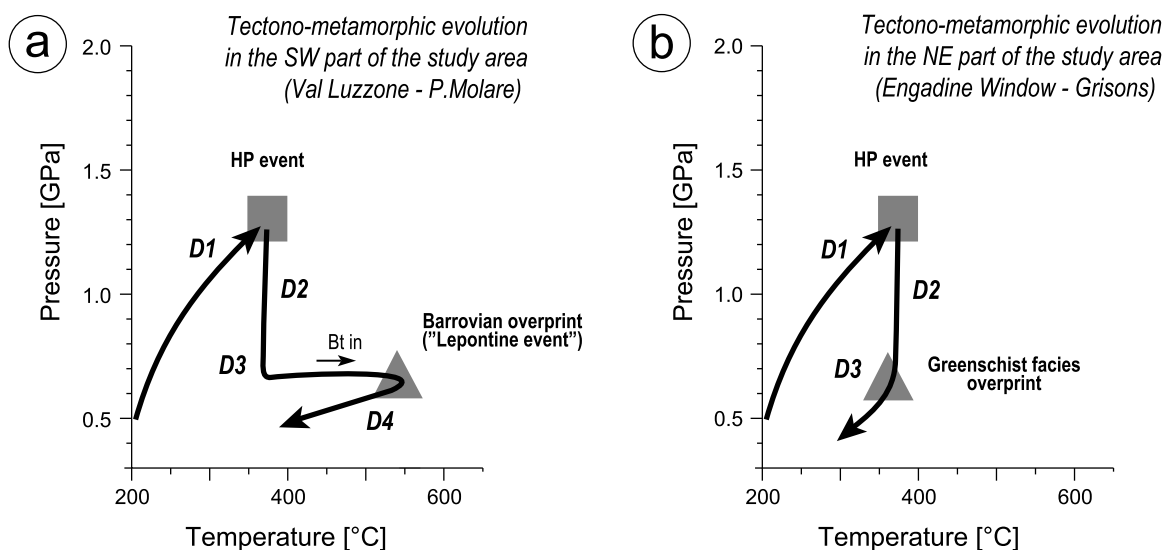 a
Tectono-metamorphic evolution
in the SW part of the study area
(Val Luzzone - P.Molare)
2.0
HP event
1.5
D1
D2
1.0
Barrovian overprint
("Lepontine event")
Bt in
D3
D4
0.5
Pressure [GPa]
200
400
600
Temperature [°C]
b
Tectono-metamorphic evolution
in the NE part of the study area
(Engadine Window - Grisons)
2.0
HP event
1.5
D1
D2
1.0
D3
Greenschist facies
overprint
0.5
Pressure [GPa]
200
400
600
Temperature [°C]